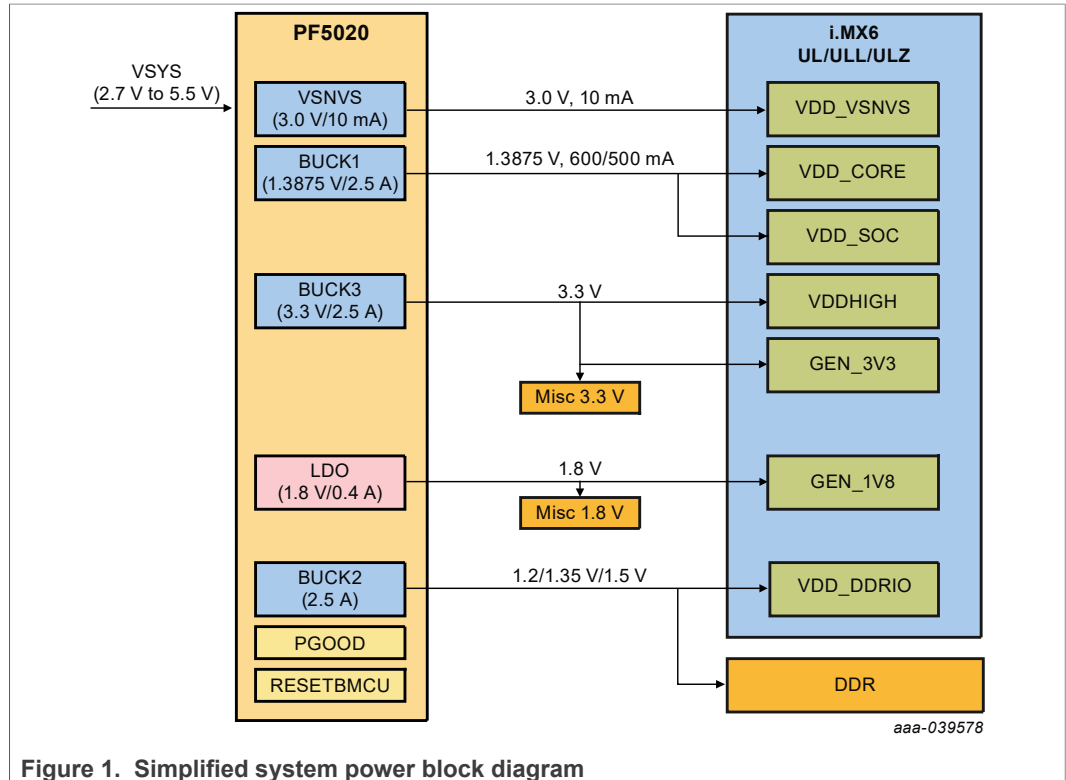 PF5020
i.MX6
UL/ULL/ULZ
VSYS
(2.7 V to 5.5 V)
VSNVS
(3.0 V/10 mA)
3.0 V, 10 mA
VDD_VSNVS
BUCK1
(1.3875 V/2.5 A)
1.3875 V, 600/500 mA
VDD_CORE
VDD_SOC
BUCK3
(3.3 V/2.5 A)
3.3 V
VDDHIGH
GEN_3V3
Misc 3.3 V
LDO
(1.8 V/0.4 A)
1.8 V
GEN_1V8
Misc 1.8 V
BUCK2
(2.5 A)
1.2/1.35 V/1.5 V
VDD_DDRIO
PGOOD
RESETBMCU
DDR
aaa-039578
Figure 1. Simplified system power block diagram